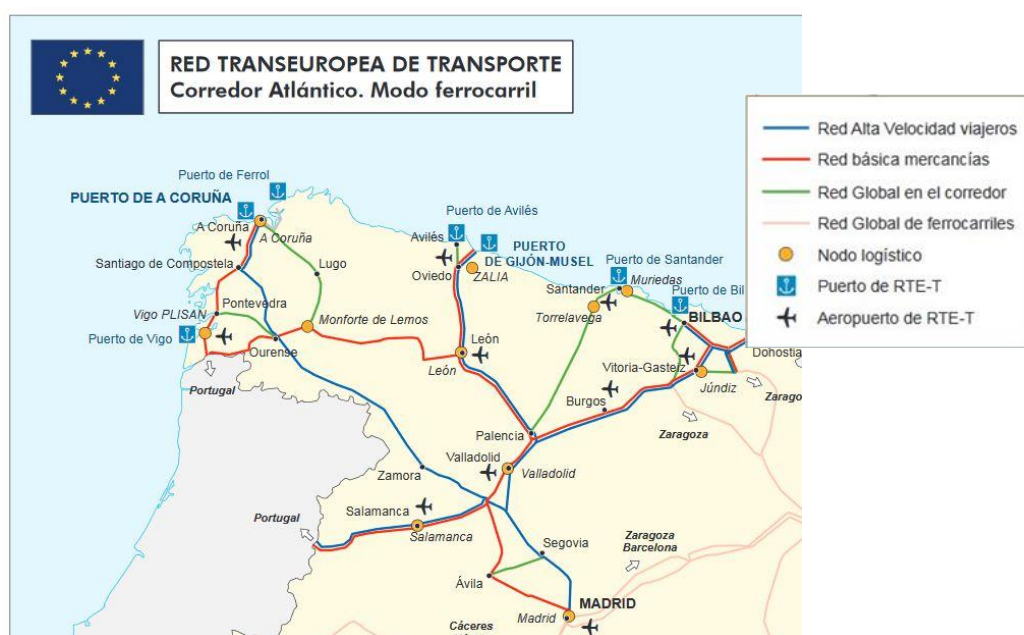 RED TRANSEUROPEA DE TRANSPORTE
Corredor Atlántico. Modo ferrocarril
Red Alta Velocidad viajeros
Red básica mercancías
Red Global en el corredor
Red Global de ferrocarriles
Nodo logístico
Puerto de RTE-T
Aeropuerto de RTE-T
Puerto de Ferrol
PUERTO DE A CORUÑA
A Coruña
A Coruña
Santiago de Compostela
Lugo
Pontevedra
Vigo PLISAN
Puerto de Vigo
Monforte de Lemos
Ourense
Portugal
Puerto de Avilés
Avilés
PUERTO
DE GIJÓN-MUSEL
Oviedo
ZALIA
Puerto de Santander
Muriedas
Santander
Torrelavega
Puerto de Bil
BILBAO
Dohostia
León
León
Vitoria-Gasteiz
Júndiz
Zarago
Burgos
Zaragoza
Palencia
Valladolid
Valladolid
Zamora
Salamanca
Salamanca
Portugal
Segovia
Zaragoza
Barcelona
Ávila
MADRID
Madrid
Cáceres